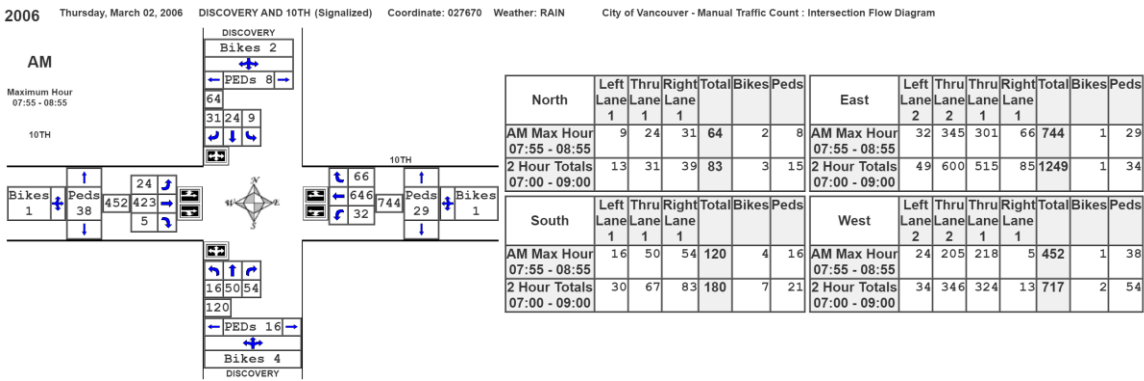 2006 Thursday, March 02, 2006 DISCOVERY AND 10TH (Signalized) Coordinate: 027670 Weather: RAIN City of Vancouver - Manual Traffic Count : Intersection Flow Diagram
AM
Maximum Hour
07:55 - 08:55
10TH
DISCOVERY
Bikes 2
PEDs 8
64
31 24 9
10TH
Bikes
1
Peds
38
452
24
423
5
66
646
32
744
Peds
29
Bikes
1
N
W E
S
16 50 54
120
PEDs 16
Bikes 4
DISCOVERY
North Left Lane 1 Thru Lane 1 Right Lane 1 Total Bikes Peds
AM Max Hour 07:55 - 08:55 9 24 31 64 2 8
2 Hour Totals 07:00 - 09:00 13 31 39 83 3 15
East Left Lane 2 Thru Lane 2 Thru Lane 1 Right Lane 1 Total Bikes Peds
AM Max Hour 07:55 - 08:55 32 345 301 66 744 1 29
2 Hour Totals 07:00 - 09:00 49 600 515 85 1249 1 34
South Left Lane 1 Thru Lane 1 Right Lane 1 Total Bikes Peds
AM Max Hour 07:55 - 08:55 16 50 54 120 4 16
2 Hour Totals 07:00 - 09:00 30 67 83 180 7 21
West Left Lane 2 Thru Lane 2 Thru Lane 1 Right Lane 1 Total Bikes Peds
AM Max Hour 07:55 - 08:55 24 205 218 5 452 1 38
2 Hour Totals 07:00 - 09:00 34 346 324 13 717 2 54